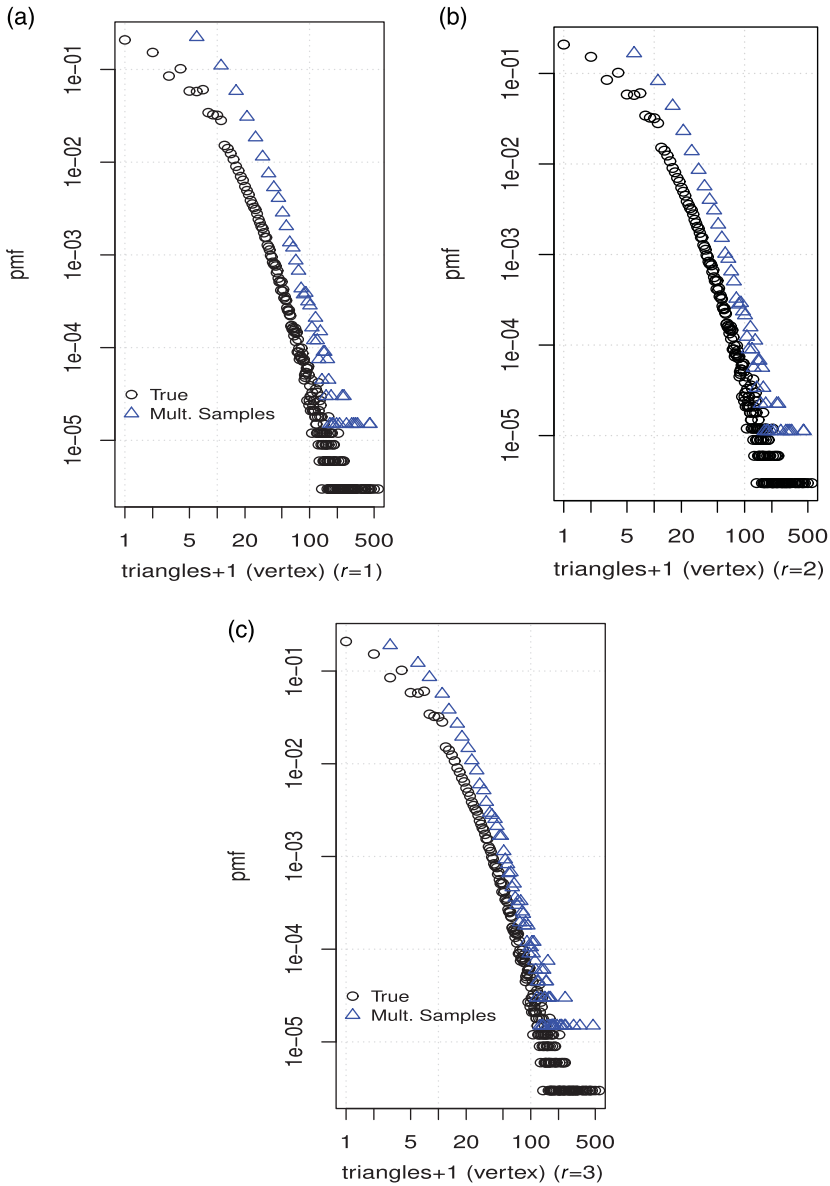 (a)
pmf
1e−01
1e−02
1e−03
1e−04
1e−05
True
Mult. Samples
1 5 20 100 500
triangles+1 (vertex) (r=1)
(b)
pmf
1e−01
1e−02
1e−03
1e−04
1e−05
1 5 20 100 500
triangles+1 (vertex) (r=2)
(c)
pmf
1e−01
1e−02
1e−03
1e−04
1e−05
True
Mult. Samples
1 5 20 100 500
triangles+1 (vertex) (r=3)